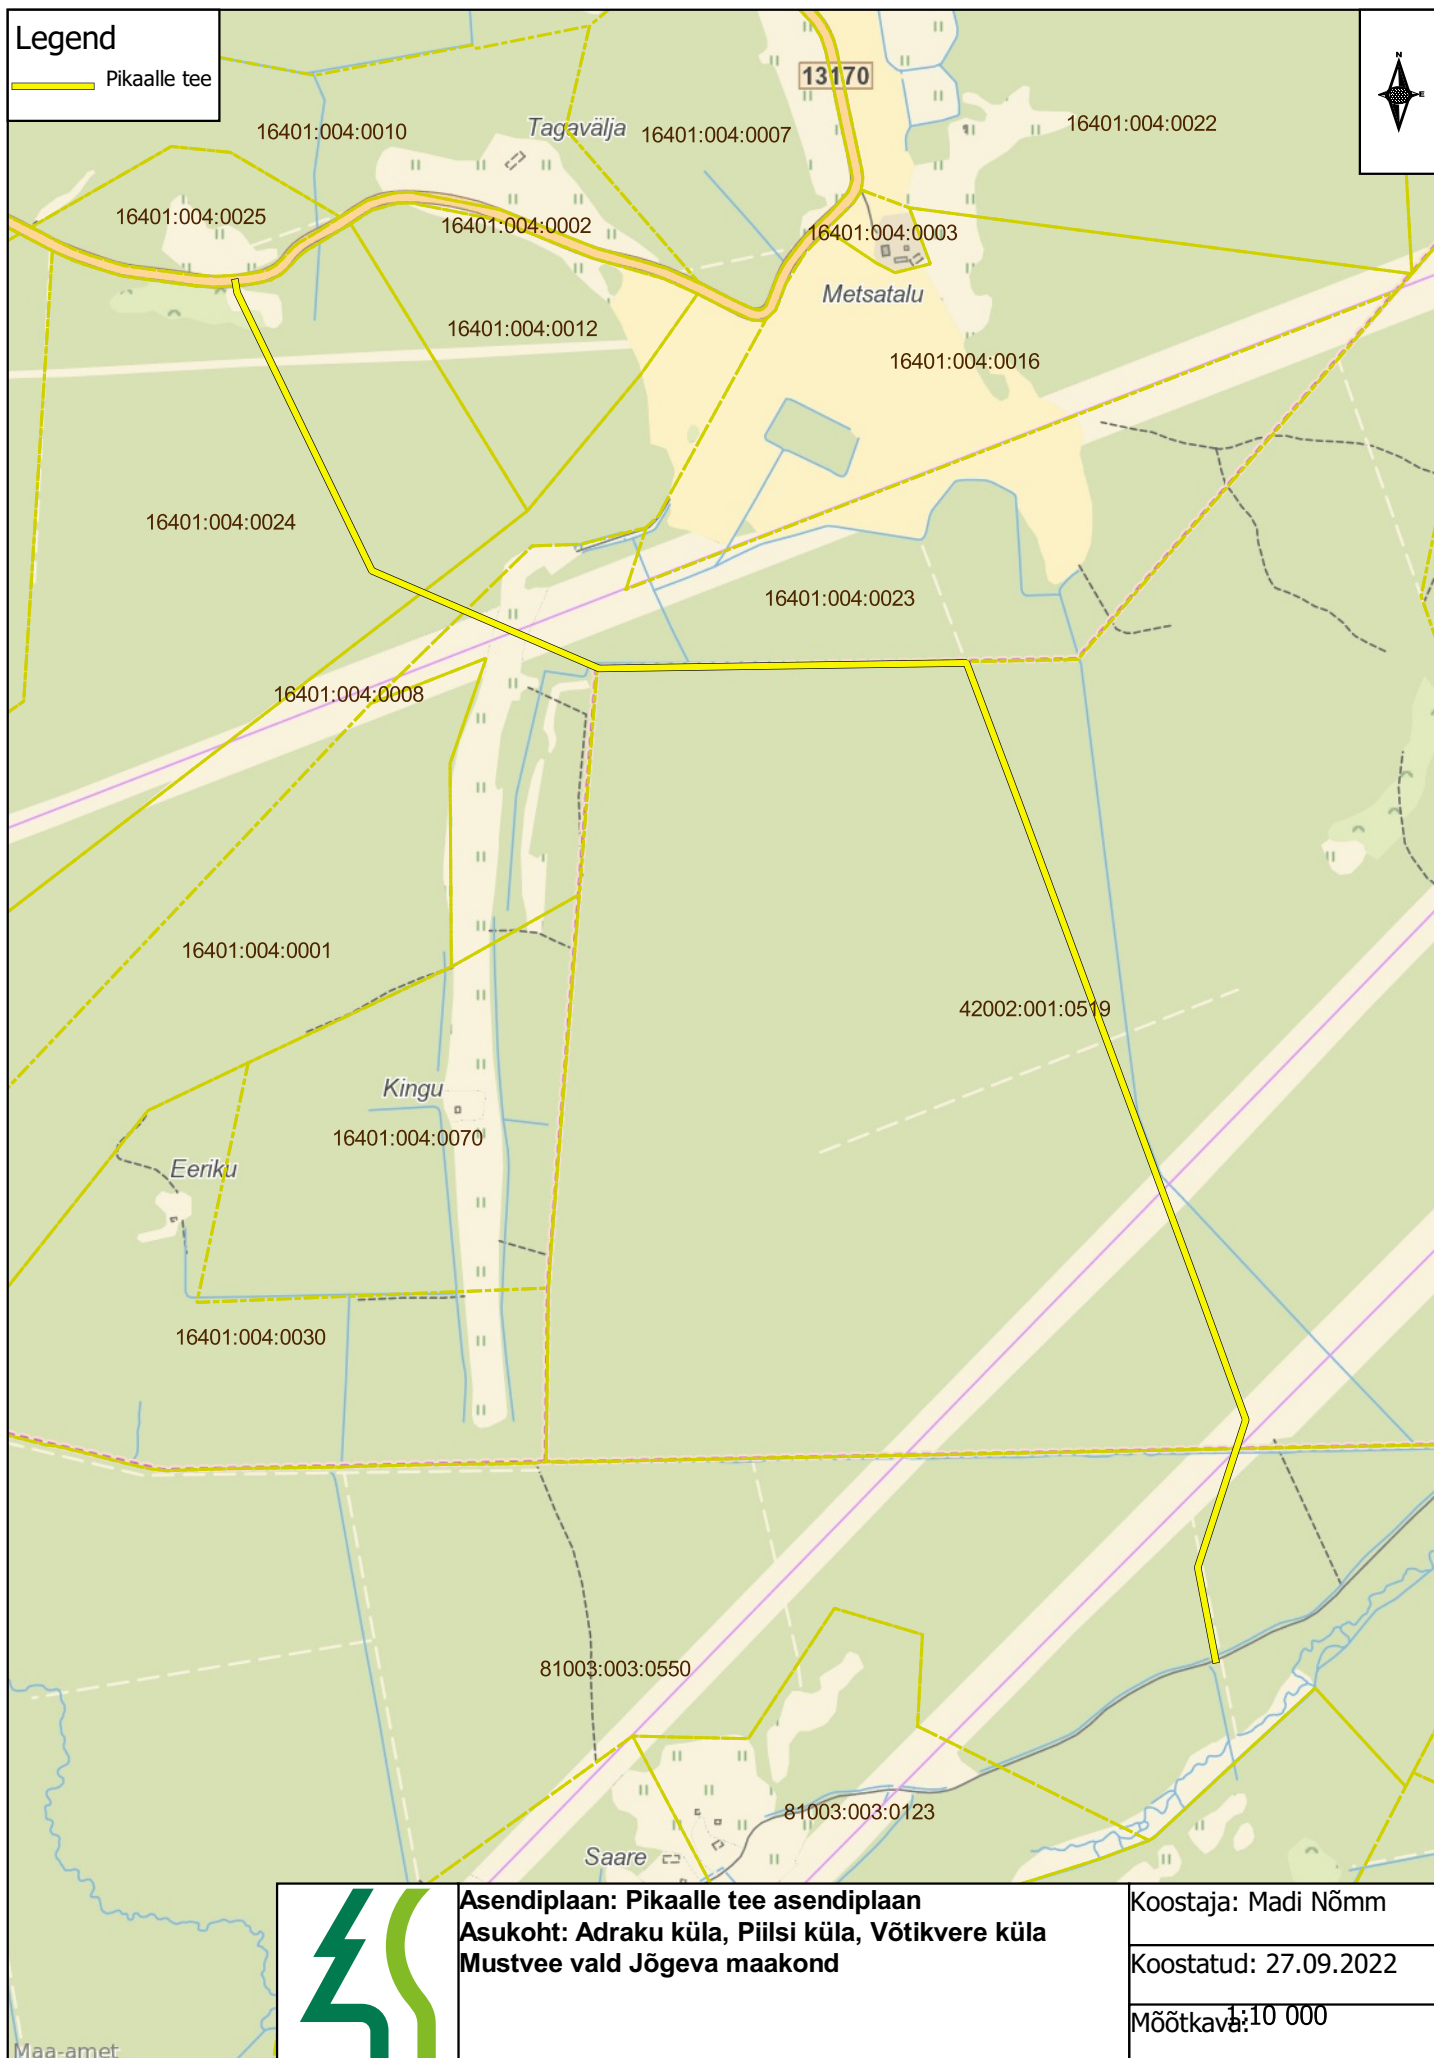 Legend
Pikaalle tee
N
E
13170
16401:004:0010
Tagavälja
16401:004:0007
16401:004:0022
16401:004:0025
16401:004:0002
16401:004:0003
Metsatalu
16401:004:0012
16401:004:0016
16401:004:0024
16401:004:0023
16401:004:0008
16401:004:0001
42002:001:0519
Kingu
16401:004:0070
Eeriku
16401:004:0030
81003:003:0550
81003:003:0123
Saare
Asendiplaan: Pikaalle tee asendiplaan
Asukoht: Adraku küla, Piilsi küla, Võtikvere küla
Mustvee vald Jõgeva maakond
Koostaja: Madi Nõmm
Koostatud: 27.09.2022
Mõõtkava: 1:10 000
Maa-amet